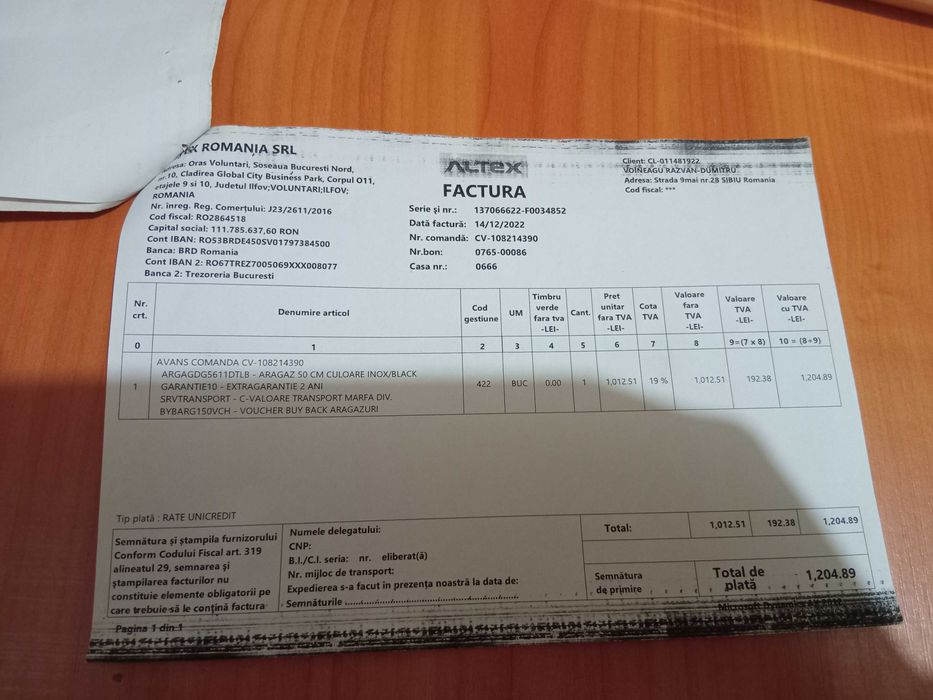 ROMANIA SRL
Oras Voluntari, Soseaua Bucuresti Nord,
nr.10, Cladirea Global City Business Park, Corpul O11,
etajele 9 si 10, Judetul Ilfov;VOLUNTARI;ILFOV;
ROMANIA
Nr. inreg. Reg. Comerțului: J23/2611/2016
Cod fiscal: RO2864518
Capital social: 111.785.637,60 RON
Cont IBAN: RO53BRDE450SV01797384500
Banca: BRD Romania
Cont IBAN 2: RO67TREZ7005069XXX008077
Banca 2: Trezoreria Bucuresti
ALTEX
FACTURA
Serie și nr.: 137066622-F0034852
Dată factură: 14/12/2022
Nr. comandă: CV-108214390
Nr.bon: 0765-00086
Casa nr.: 0666
Client: CL-011481922
VOINEAGU RAZVAN-DUMITRU
Adresa: Strada 9mai nr.28 SIBIU Romania
Cod fiscal: ***
Nr. crt.
Denumire articol
Cod gestiune
UM
Timbru verde fara tva -LEI-
Cant.
Pret unitar fara TVA -LEI-
Cota TVA
Valoare fara TVA -LEI-
Valoare TVA -LEI-
Valoare cu TVA -LEI-
0 1 2 3 4 5 6 7 8 9=(7 x 8) 10 = (8+9)
AVANS COMANDA CV-108214390
1 ARGAGDG5611DTLB - ARAGAZ 50 CM CULOARE INOX/BLACK 422 BUC 0.00 1 1,012.51 19 % 1,012.51 192.38 1,204.89
GARANTIE10 - EXTRAGARANTIE 2 ANI
SRVTRANSPORT - C-VALOARE TRANSPORT MARFA DIV.
BYBARG150VCH - VOUCHER BUY BACK ARAGAZURI
Tip plată : RATE UNICREDIT
Semnătura și ștampila furnizorului
Conform Codului Fiscal art. 319
alineatul 29, semnarea și
ștampilarea facturilor nu
constituie elemente obligatorii pe
care trebuie să le conțină factura
Numele delegatului:
CNP:
B.I./C.I. seria: nr. eliberat(ă)
Nr. mijloc de transport:
Expedierea s-a facut in prezența noastră la data de:
Semnăturile
Total: 1,012.51 192.38 1,204.89
Semnătura de primire
Total de plată 1,204.89
Microsoft Dynamics
Pagina 1 din 1